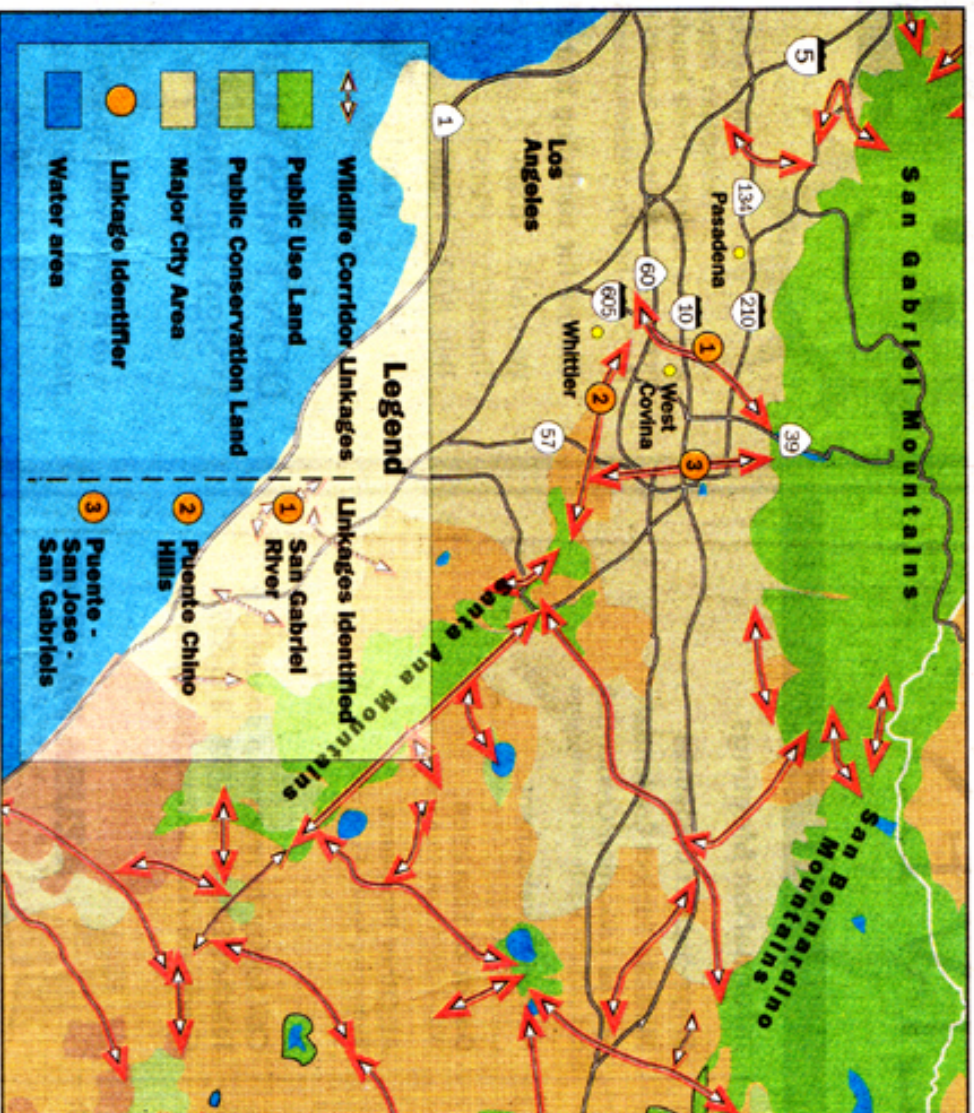 San Gabriel Mountains
5
134
Pasadena
210
Los
Angeles
1
60
10
605
1
39
Whittier
West
Covina
2
3
57
Santa Ana Mountains
San Bernardino
Mountains
Legend
Wildlife Corridor Linkages
Public Use Land
Public Conservation Land
Major City Area
Linkage Identifier
Water area
Linkages Identified
1 San Gabriel
River
2 Puente Chino
Hills
3 Puente -
San Jose -
San Gabriels